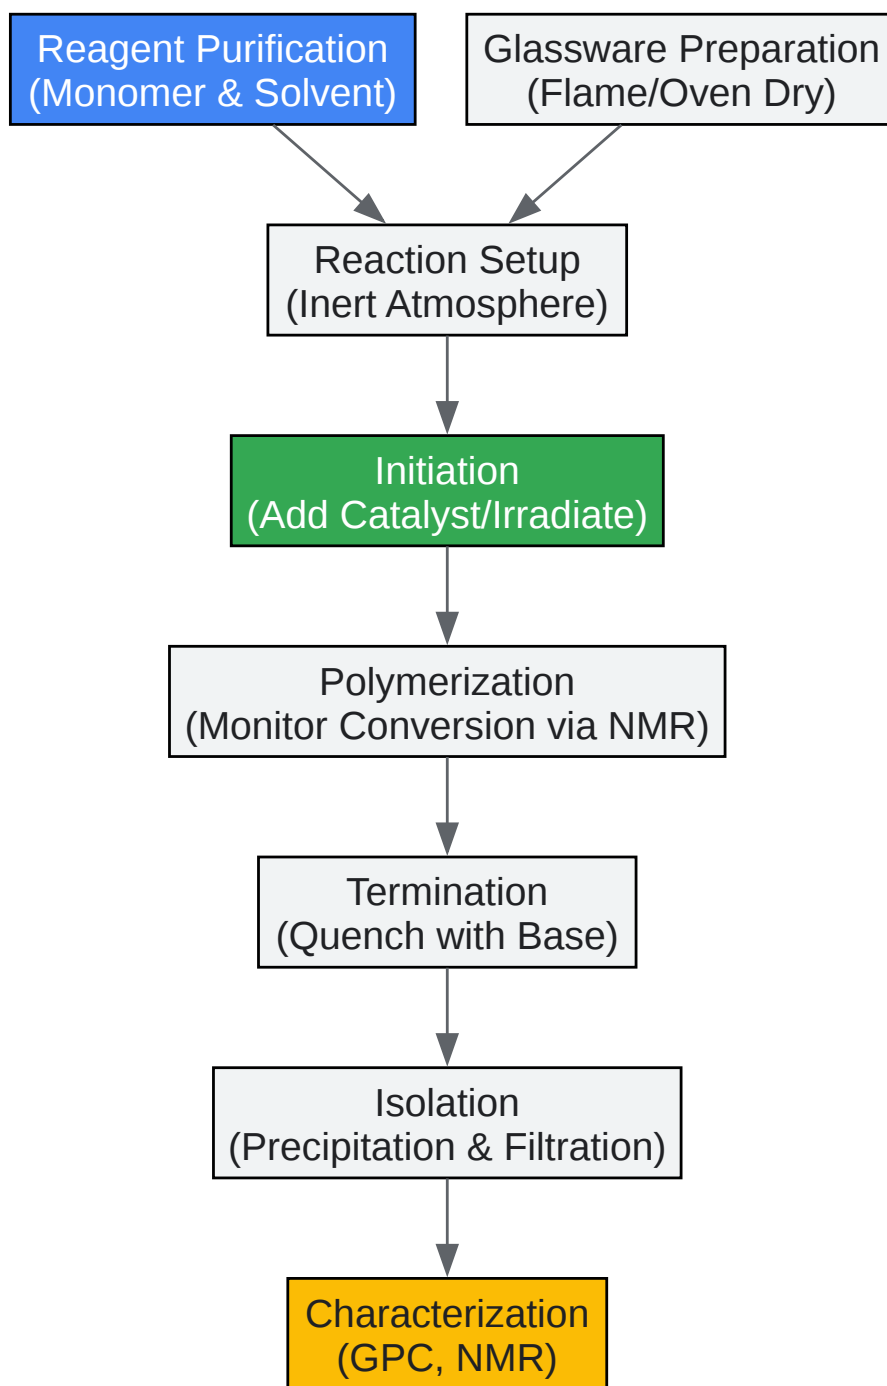 Reagent Purification
(Monomer & Solvent)
Glassware Preparation
(Flame/Oven Dry)
Reaction Setup
(Inert Atmosphere)
Initiation
(Add Catalyst/Irradiate)
Polymerization
(Monitor Conversion via NMR)
Termination
(Quench with Base)
Isolation
(Precipitation & Filtration)
Characterization
(GPC, NMR)